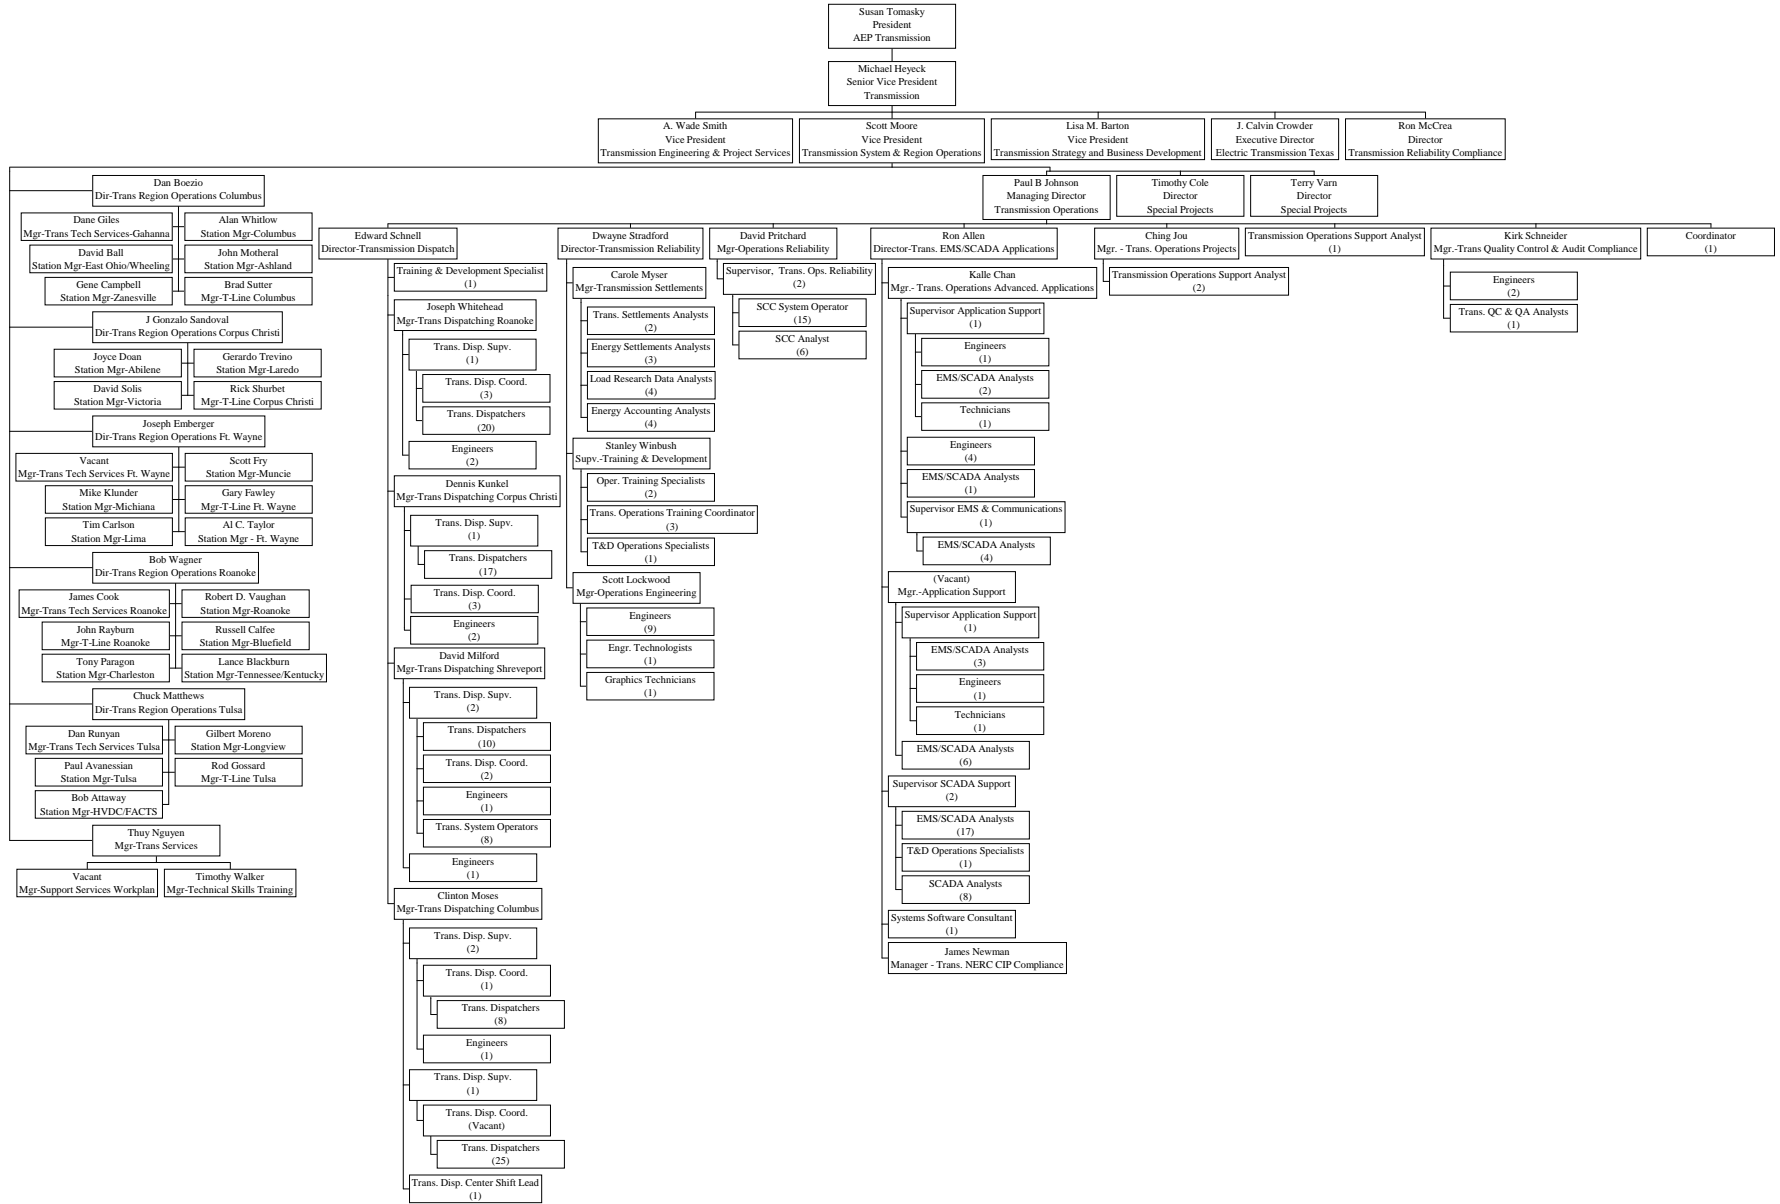 Susan Tomasky
President
AEP Transmission
Michael Heyeck
Senior Vice President
Transmission
A. Wade Smith
Vice President
Transmission Engineering & Project Services
Scott Moore
Vice President
Transmission System & Region Operations
Lisa M. Barton
Vice President
Transmission Strategy and Business Development
J. Calvin Crowder
Executive Director
Electric Transmission Texas
Ron McCrea
Director
Transmission Reliability Compliance
Dan Boezio
Dir-Trans Region Operations Columbus
Dane Giles
Mgr-Trans Tech Services-Gahanna
Alan Whitlow
Station Mgr-Columbus
David Ball
Station Mgr-East Ohio/Wheeling
John Motheral
Station Mgr-Ashland
Gene Campbell
Station Mgr-Zanesville
Brad Sutter
Mgr-T-Line Columbus
J Gonzalo Sandoval
Dir-Trans Region Operations Corpus Christi
Joyce Doan
Station Mgr-Abilene
Gerardo Trevino
Station Mgr-Laredo
David Solis
Station Mgr-Victoria
Rick Shurbet
Mgr-T-Line Corpus Christi
Joseph Emberger
Dir-Trans Region Operations Ft. Wayne
Vacant
Mgr-Trans Tech Services Ft. Wayne
Scott Fry
Station Mgr-Muncie
Mike Klunder
Station Mgr-Michiana
Gary Fawley
Mgr-T-Line Ft. Wayne
Tim Carlson
Station Mgr-Lima
Al C. Taylor
Station Mgr - Ft. Wayne
Bob Wagner
Dir-Trans Region Operations Roanoke
James Cook
Mgr-Trans Tech Services Roanoke
Robert D. Vaughan
Station Mgr-Roanoke
John Rayburn
Mgr-T-Line Roanoke
Russell Calfee
Station Mgr-Bluefield
Tony Paragon
Station Mgr-Charleston
Lance Blackburn
Station Mgr-Tennessee/Kentucky
Chuck Matthews
Dir-Trans Region Operations Tulsa
Dan Runyan
Mgr-Trans Tech Services Tulsa
Gilbert Moreno
Station Mgr-Longview
Paul Avanessian
Station Mgr-Tulsa
Rod Gossard
Mgr-T-Line Tulsa
Bob Attaway
Station Mgr-HVDC/FACTS
Thuy Nguyen
Mgr-Trans Services
Vacant
Mgr-Support Services Workplan
Timothy Walker
Mgr-Technical Skills Training
Paul B Johnson
Managing Director
Transmission Operations
Timothy Cole
Director
Special Projects
Terry Varn
Director
Special Projects
Edward Schnell
Director-Transmission Dispatch
Training & Development Specialist
(1)
Joseph Whitehead
Mgr-Trans Dispatching Roanoke
Trans. Disp. Supv.
(1)
Trans. Disp. Coord.
(3)
Trans. Dispatchers
(20)
Engineers
(2)
Dennis Kunkel
Mgr-Trans Dispatching Corpus Christi
Trans. Disp. Supv.
(1)
Trans. Dispatchers
(17)
Trans. Disp. Coord.
(3)
Engineers
(2)
David Milford
Mgr-Trans Dispatching Shreveport
Trans. Disp. Supv.
(2)
Trans. Dispatchers
(10)
Trans. Disp. Coord.
(2)
Engineers
(1)
Trans. System Operators
(8)
Engineers
(1)
Clinton Moses
Mgr-Trans Dispatching Columbus
Trans. Disp. Supv.
(2)
Trans. Disp. Coord.
(1)
Trans. Dispatchers
(8)
Engineers
(1)
Trans. Disp. Supv.
(1)
Trans. Disp. Coord.
(Vacant)
Trans. Dispatchers
(25)
Trans. Disp. Center Shift Lead
(1)
Dwayne Stradford
Director-Transmission Reliability
Carole Myser
Mgr-Transmission Settlements
Trans. Settlements Analysts
(2)
Energy Settlements Analysts
(3)
Load Research Data Analysts
(4)
Energy Accounting Analysts
(4)
Stanley Winbush
Supv.-Training & Development
Oper. Training Specialists
(2)
Trans. Operations Training Coordinator
(3)
T&D Operations Specialists
(1)
Scott Lockwood
Mgr-Operations Engineering
Engineers
(9)
Engr. Technologists
(1)
Graphics Technicians
(1)
David Pritchard
Mgr-Operations Reliability
Supervisor, Trans. Ops. Reliability
(2)
SCC System Operator
(15)
SCC Analyst
(6)
Ron Allen
Director-Trans. EMS/SCADA Applications
Kalle Chan
Mgr.- Trans. Operations Advanced. Applications
Supervisor Application Support
(1)
Engineers
(1)
EMS/SCADA Analysts
(2)
Technicians
(1)
Engineers
(4)
EMS/SCADA Analysts
(1)
Supervisor EMS & Communications
(1)
EMS/SCADA Analysts
(4)
(Vacant)
Mgr.-Application Support
Supervisor Application Support
(1)
EMS/SCADA Analysts
(3)
Engineers
(1)
Technicians
(1)
EMS/SCADA Analysts
(6)
Supervisor SCADA Support
(2)
EMS/SCADA Analysts
(17)
T&D Operations Specialists
(1)
SCADA Analysts
(8)
Systems Software Consultant
(1)
James Newman
Manager - Trans. NERC CIP Compliance
Ching Jou
Mgr. - Trans. Operations Projects
Transmission Operations Support Analyst
(2)
Transmission Operations Support Analyst
(1)
Kirk Schneider
Mgr.-Trans Quality Control & Audit Compliance
Engineers
(2)
Trans. QC & QA Analysts
(1)
Coordinator
(1)